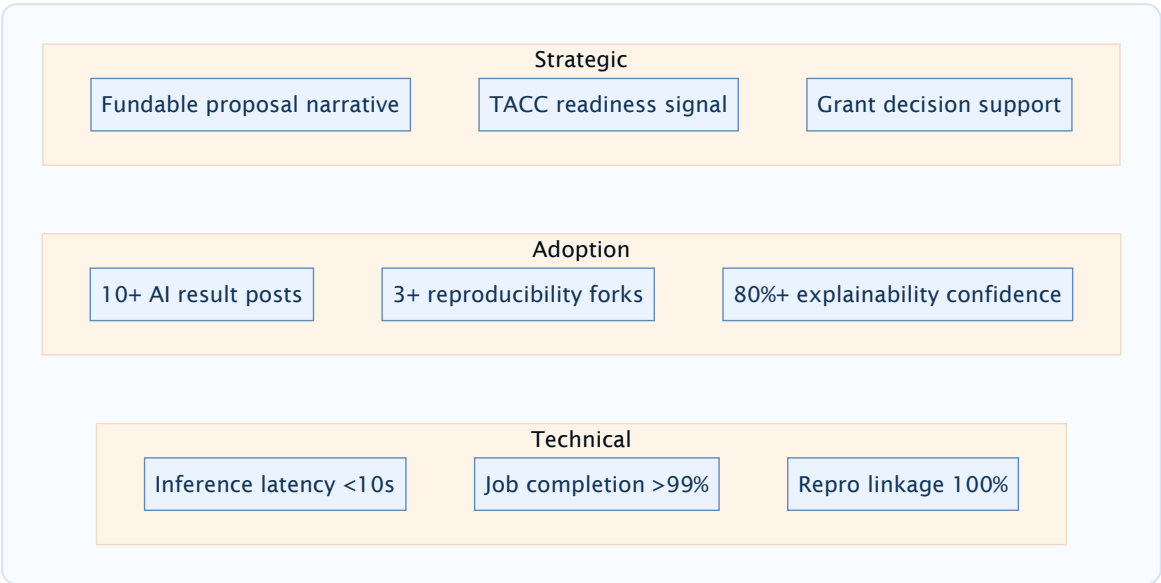 Strategic
Fundable proposal narrative
TACC readiness signal
Grant decision support
Adoption
10+ AI result posts
3+ reproducibility forks
80%+ explainability confidence
Technical
Inference latency <10s
Job completion >99%
Repro linkage 100%